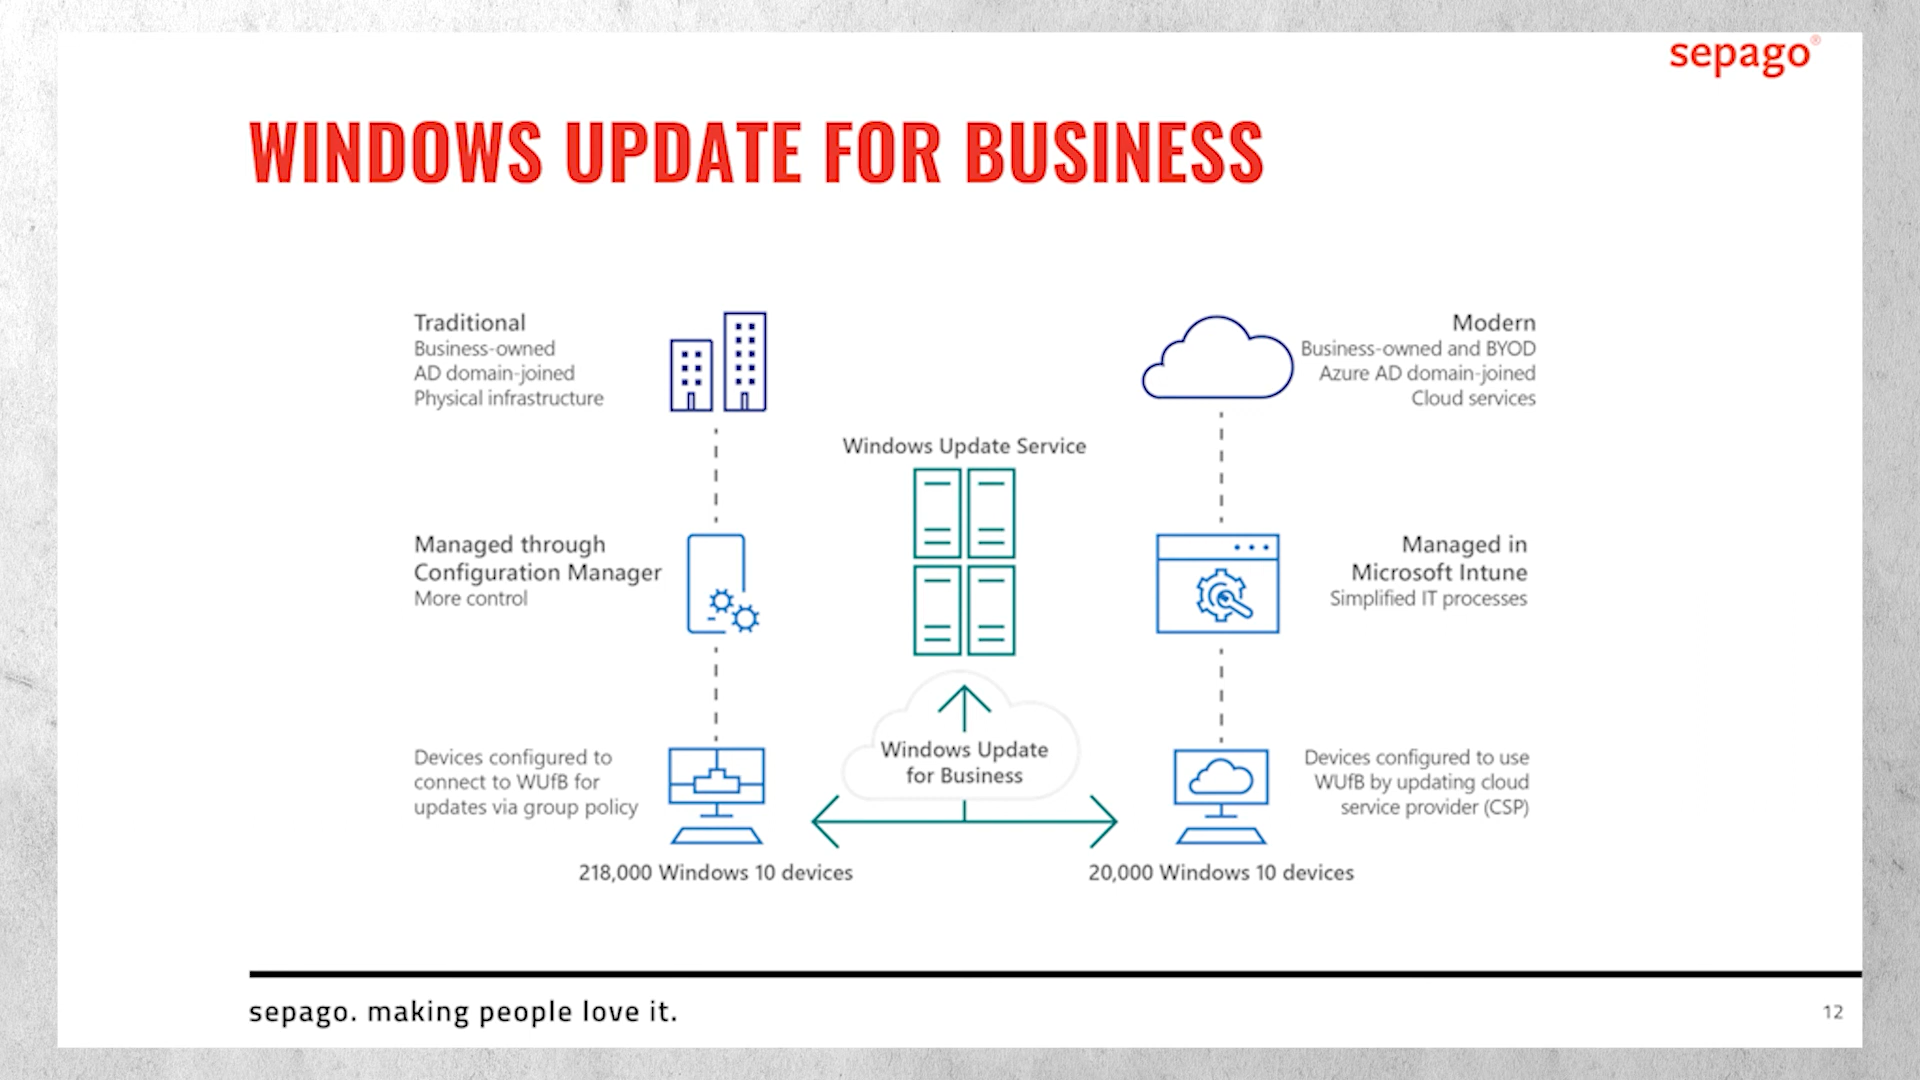 sepago®
WINDOWS UPDATE FOR BUSINESS
Traditional
Business-owned
AD domain-joined
Physical infrastructure
Modern
Business-owned and BYOD
Azure AD domain-joined
Cloud services
Windows Update Service
Managed through
Configuration Manager
More control
Managed in
Microsoft Intune
Simplified IT processes
Devices configured to
connect to WUfB for
updates via group policy
Windows Update
for Business
Devices configured to use
WUfB by updating cloud
service provider (CSP)
218,000 Windows 10 devices
20,000 Windows 10 devices
sepago. making people love it.
12